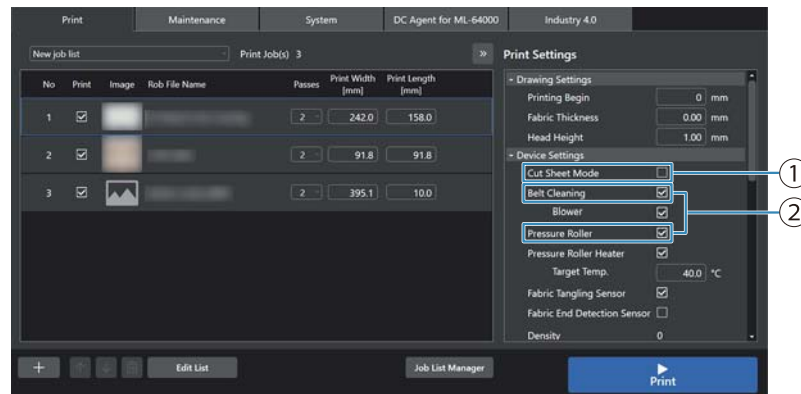 Print Maintenance System DC Agent for ML-64000 Industry 4.0
New job list Print Job(s) 3 »
No Print Image Rob File Name Passes Print Width [mm] Print Length [mm]
1 2 242.0 158.0
2 2 91.8 91.8
3 2 395.1 10.0
+ Edit List Job List Manager
Print Settings
- Drawing Settings
Printing Begin 0 mm
Fabric Thickness 0.00 mm
Head Height 1.00 mm
- Device Settings
Cut Sheet Mode
Belt Cleaning
Blower
Pressure Roller
Pressure Roller Heater
Target Temp. 40.0 °C
Fabric Tangling Sensor
Fabric End Detection Sensor
Density 0
Print
1
2